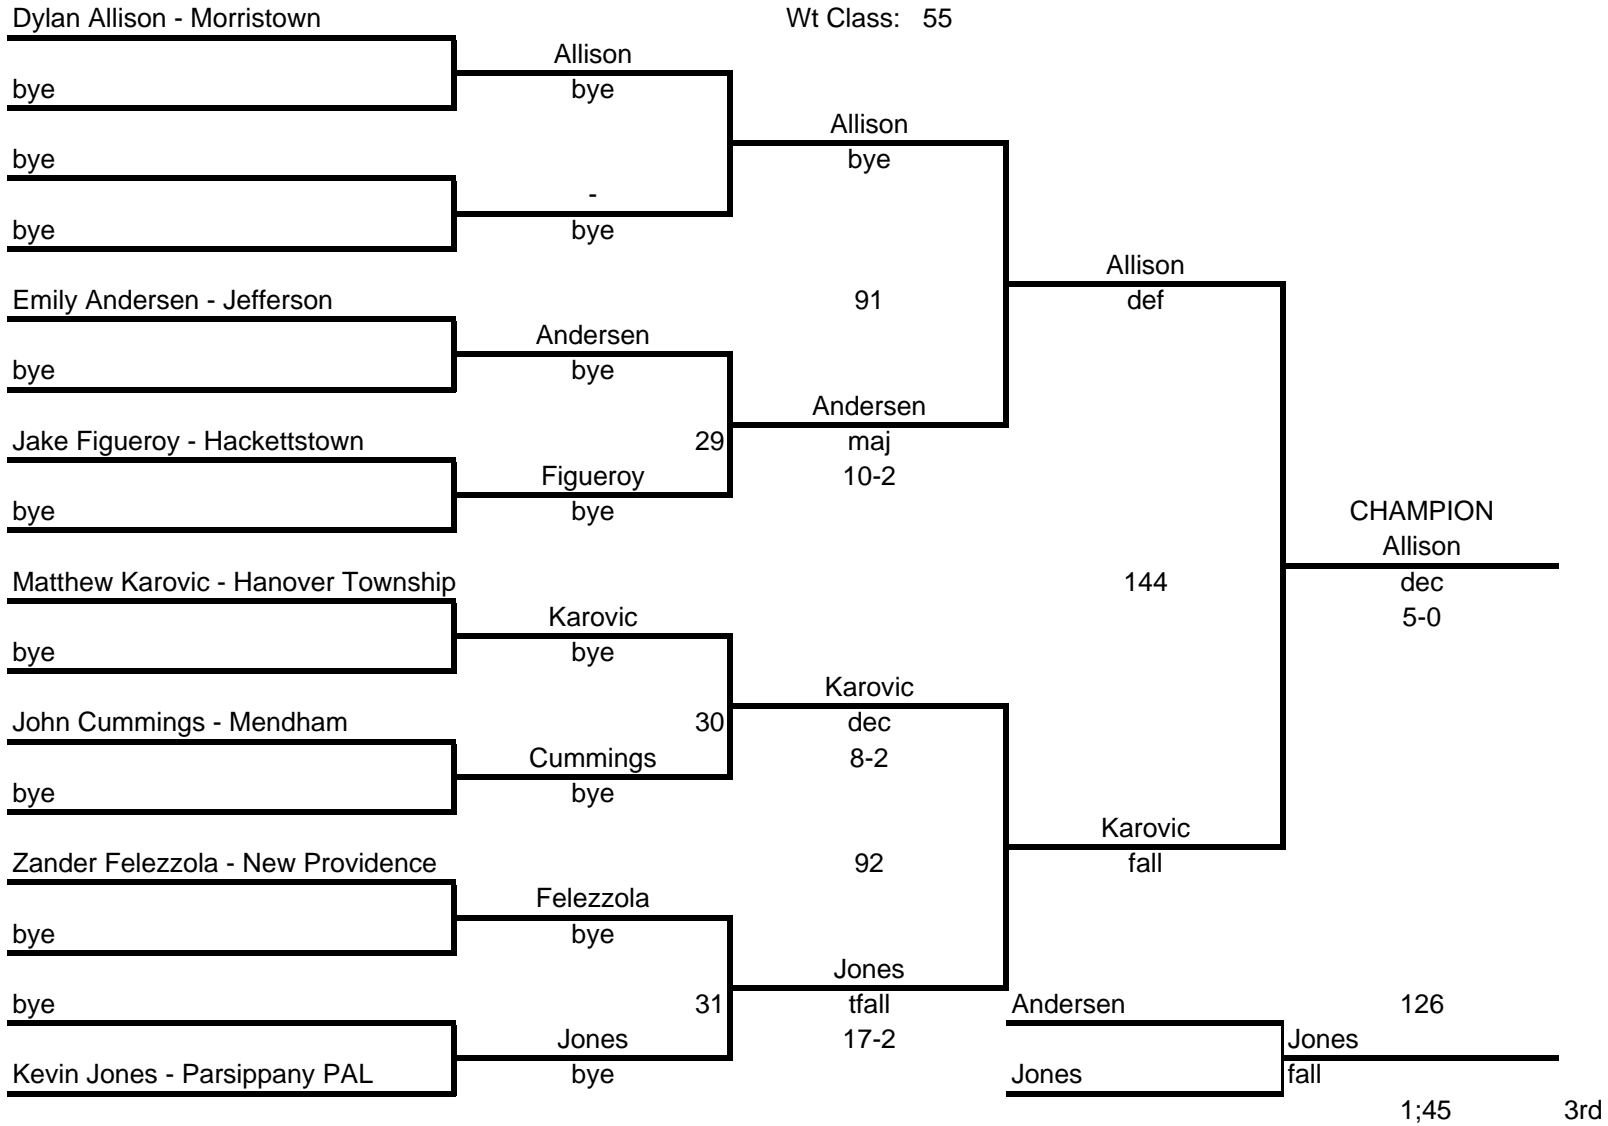 Dylan Allison - Morristown
Wt Class: 55
Allison
bye
bye
Allison
bye
bye
-
bye
bye
Allison
def
Emily Andersen - Jefferson
91
Andersen
bye
bye
Andersen
Jake Figueroy - Hackettstown
29
maj
Figueroy
10-2
bye
bye
CHAMPION
Allison
Matthew Karovic - Hanover Township
144
dec
Karovic
5-0
bye
bye
Karovic
John Cummings - Mendham
30
dec
Cummings
8-2
bye
bye
Karovic
Zander Felezzola - New Providence
92
fall
Felezzola
bye
bye
Jones
bye
31
tfall
Andersen
126
Jones
17-2
Jones
Kevin Jones - Parsippany PAL
bye
Jones
fall
1;45
3rd